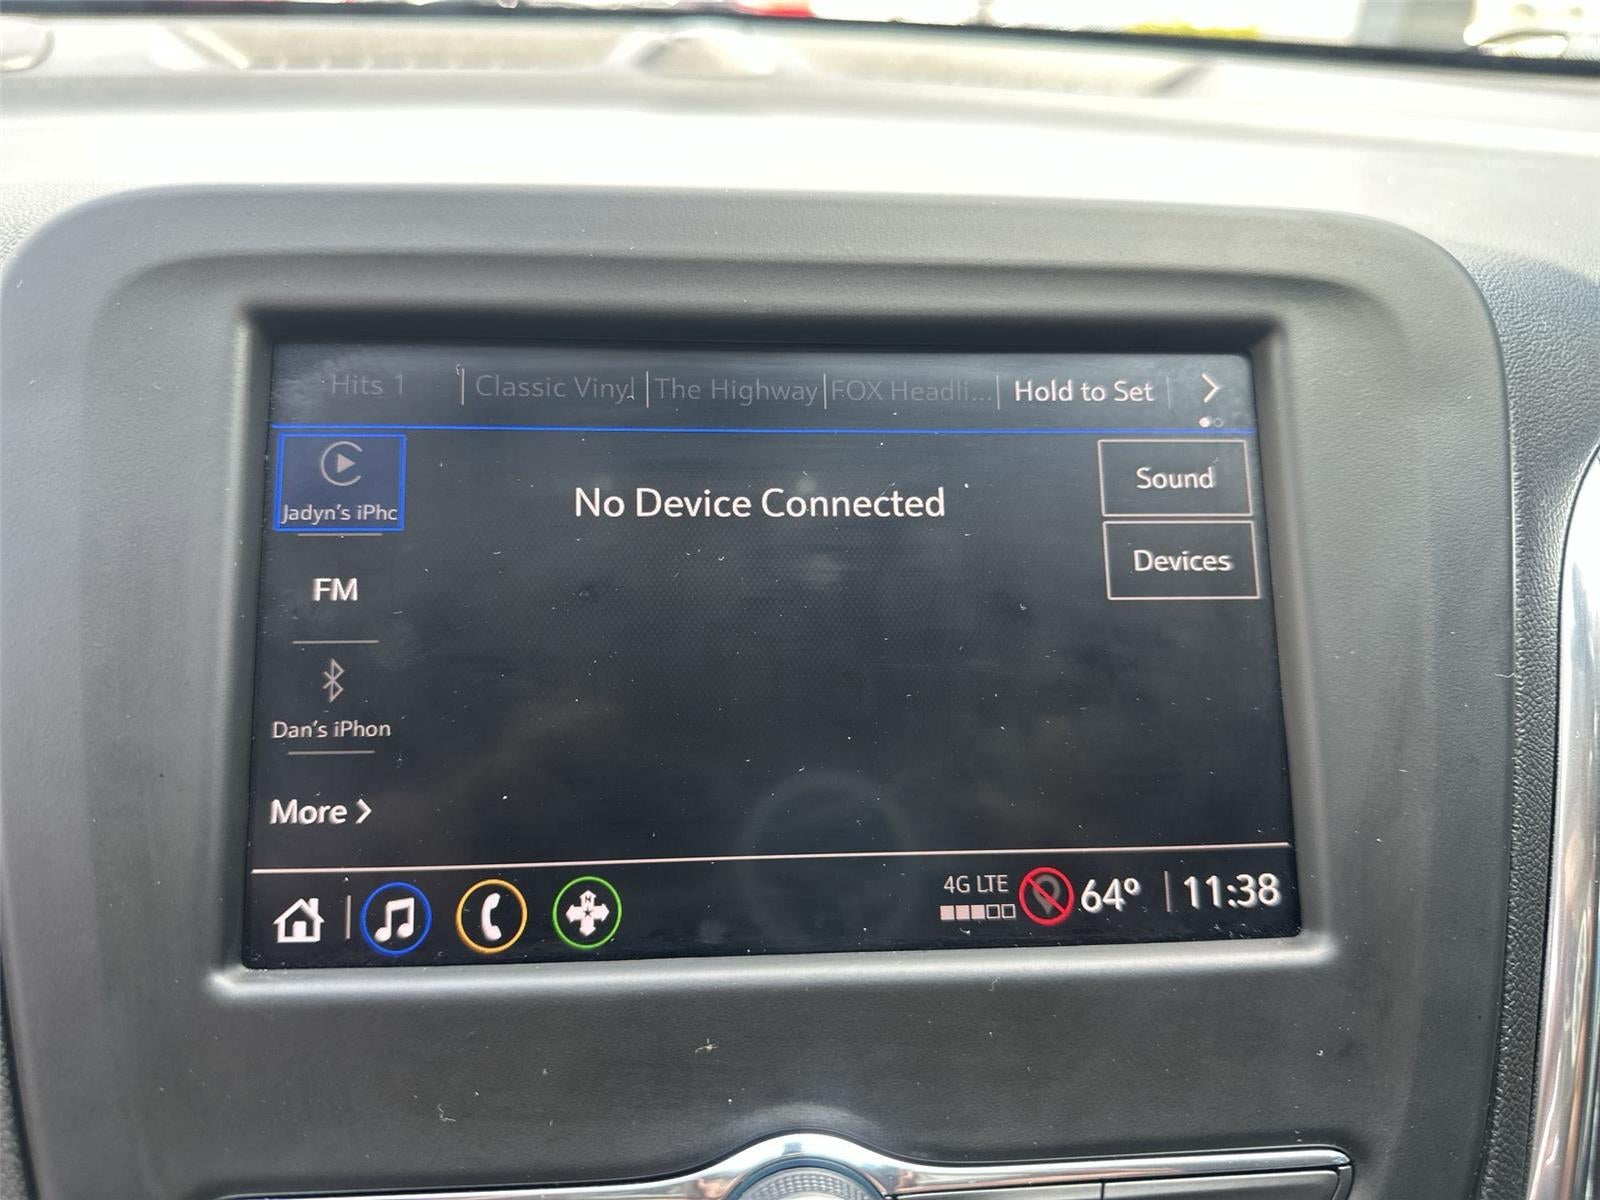 Hits 1
Classic Vinyl
The Highway
FOX Headli...
Hold to Set
Jadyn's iPhc
No Device Connected
Sound
FM
Devices
Dan's iPhon
More
N
4G LTE
64°
11:38